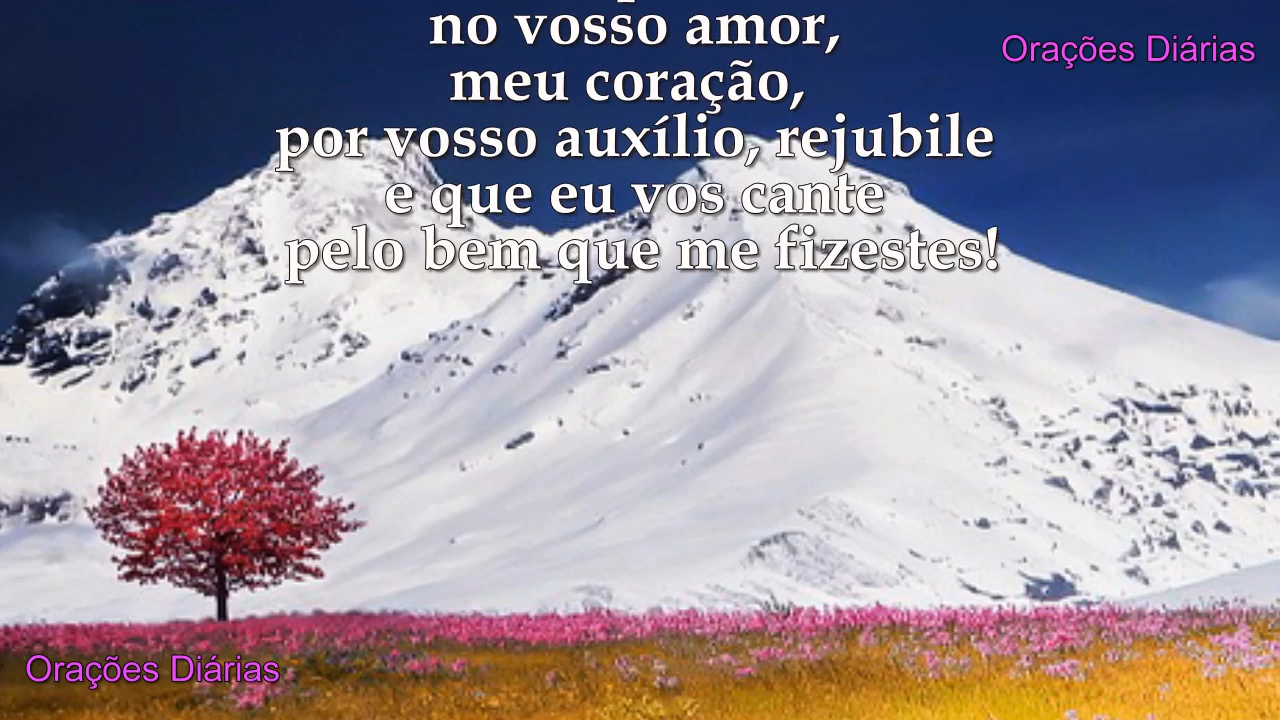 no vosso amor,
Orações Diárias
meu coração,
por vosso auxílio, rejubile
e que eu vos cante
pelo bem que me fizestes!
Orações Diárias